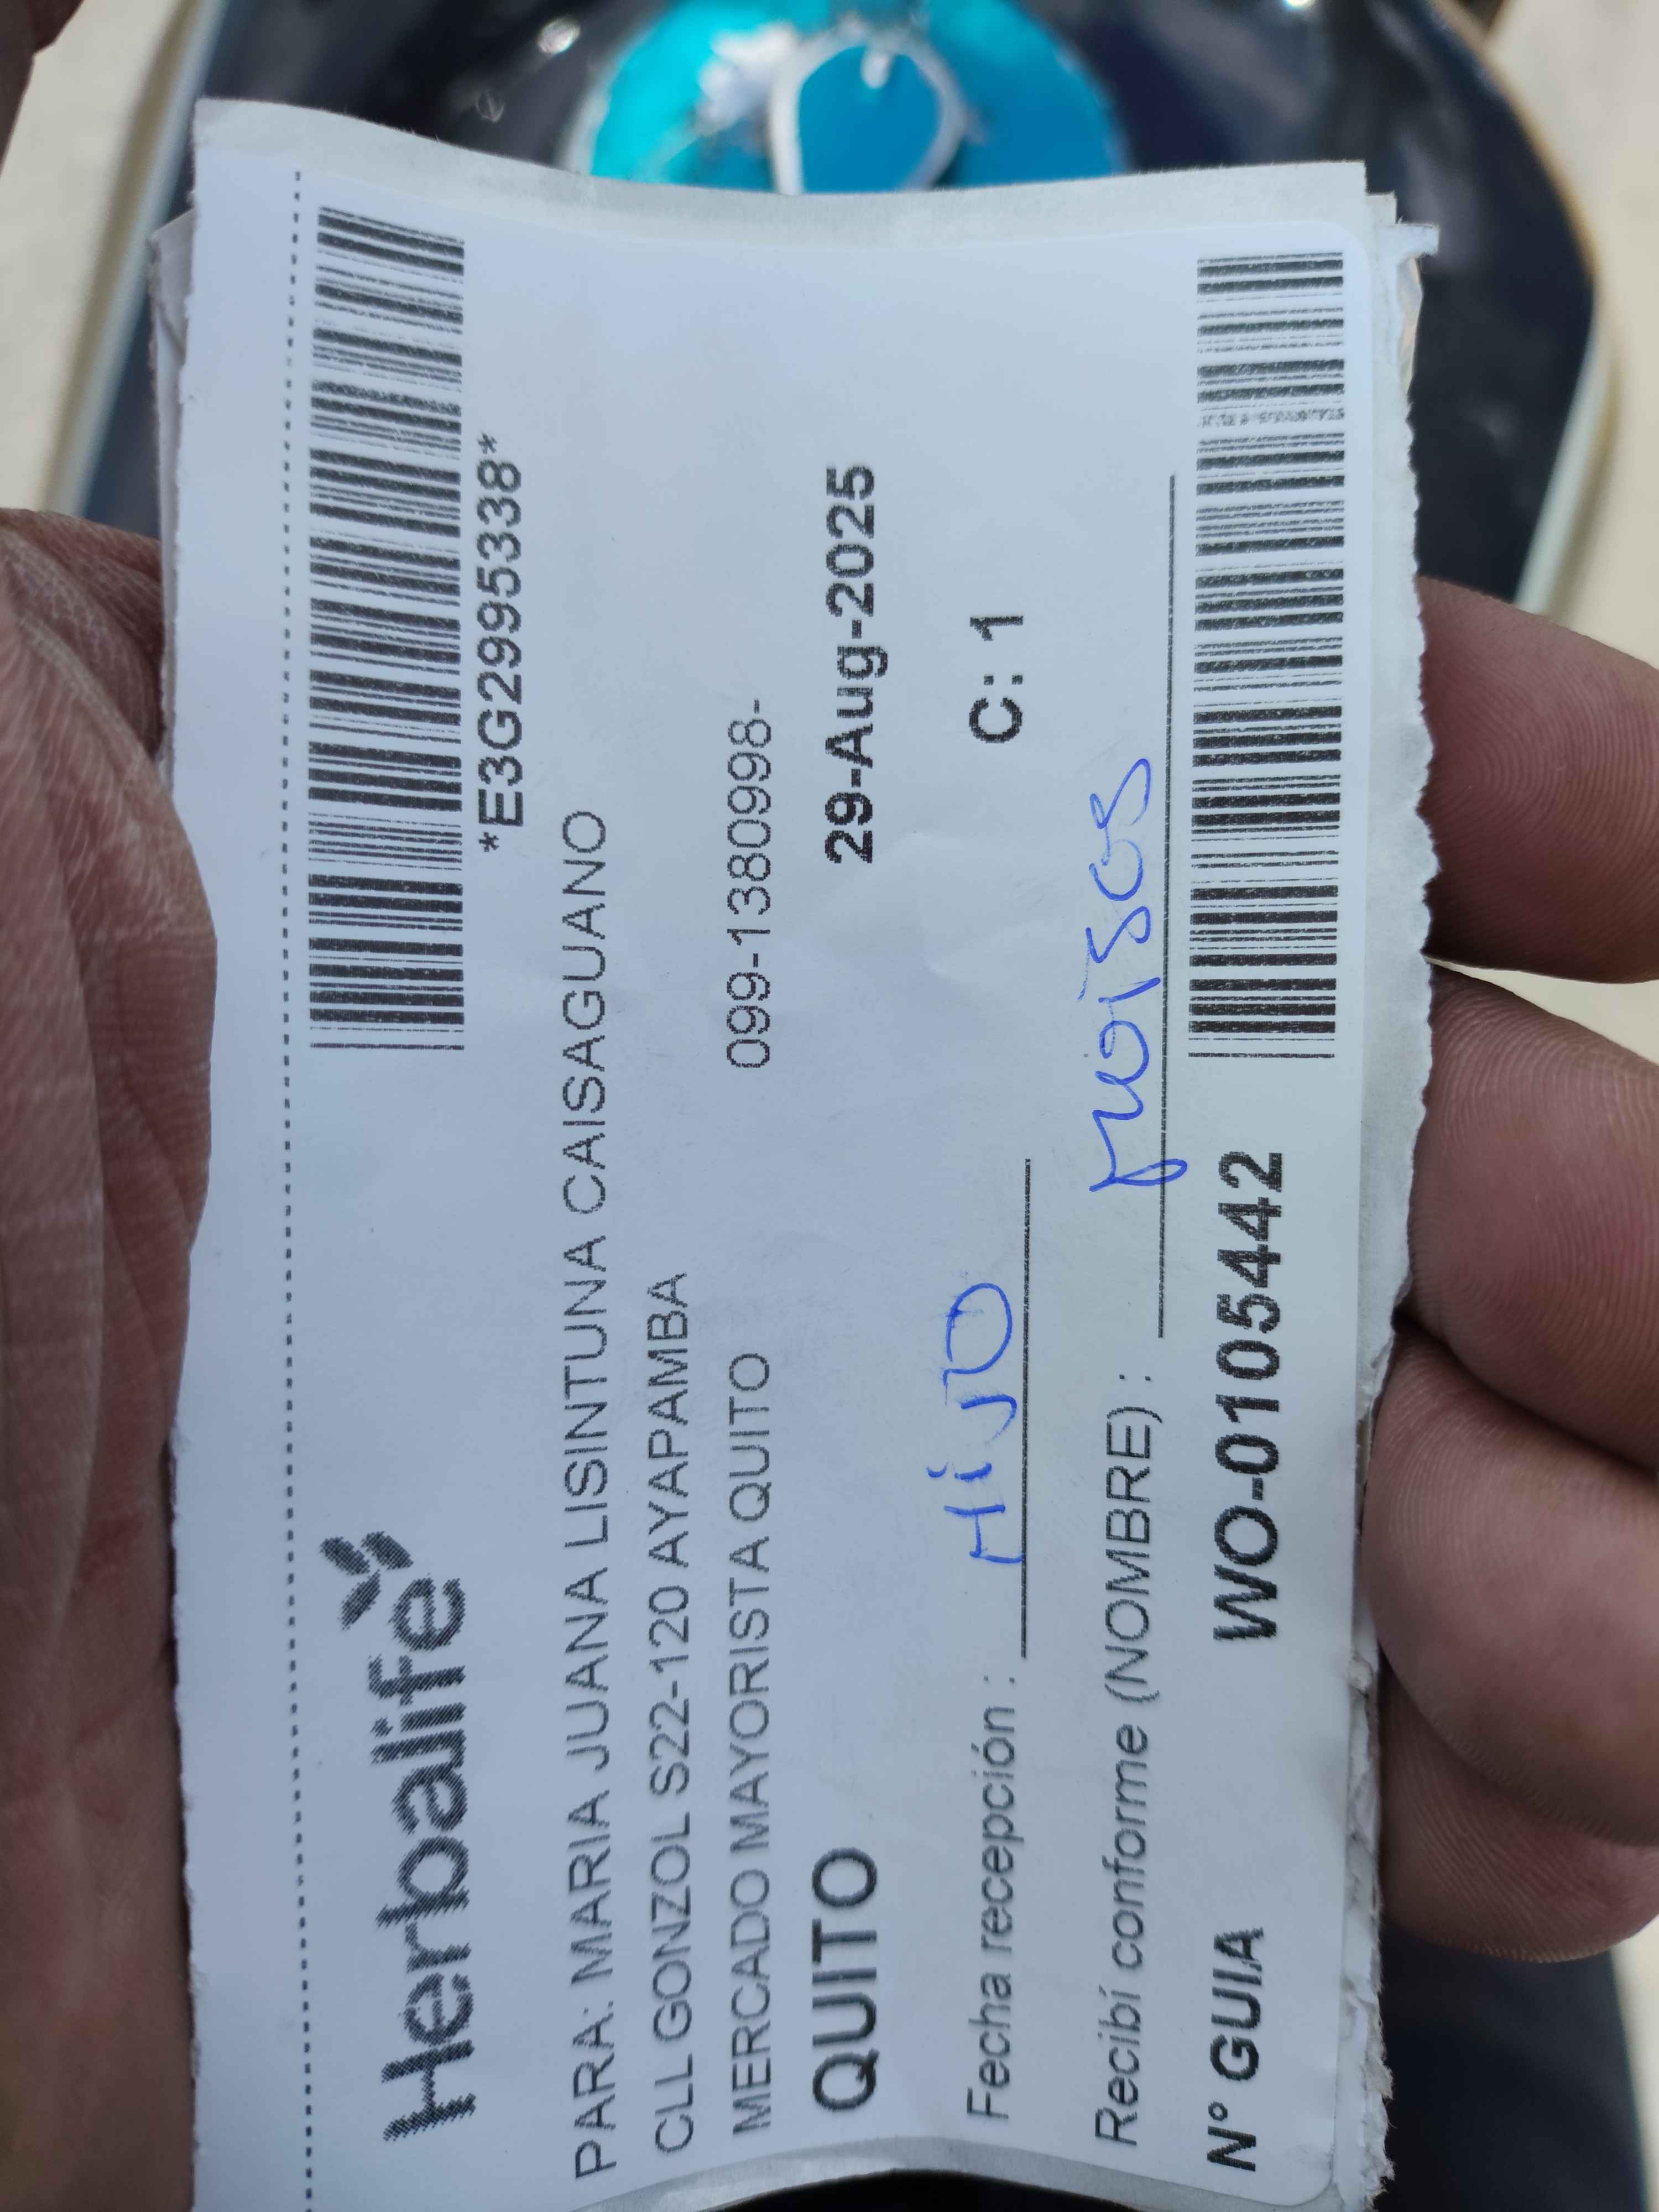 Herbalife
*E3G2995338*
PARA: MARIA JUANA LISINTUNA CAISAGUANO
CLL GONZOL S22-120 AYAPAMBA
MERCADO MAYORISTA QUITO 099-1380998-
QUITO 29-Aug-2025
Fecha recepción : HiJO C: 1
Recibí conforme (NOMBRE) : moises
N° GUIA WO-0105442